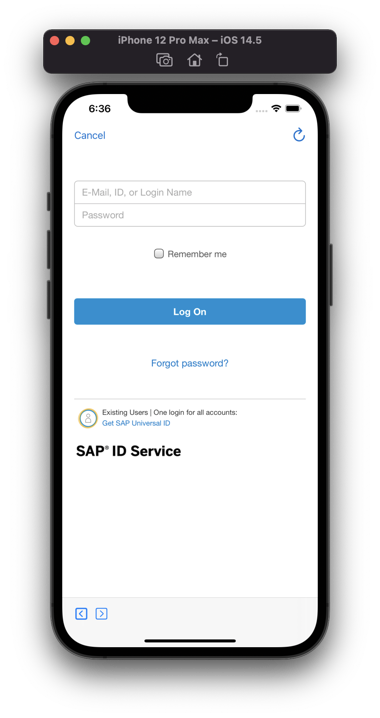 iPhone 12 Pro Max – iOS 14.5
6:36
Cancel
E-Mail, ID, or Login Name
Password
Remember me
Log On
Forgot password?
Existing Users | One login for all accounts:
Get SAP Universal ID
SAP® ID Service